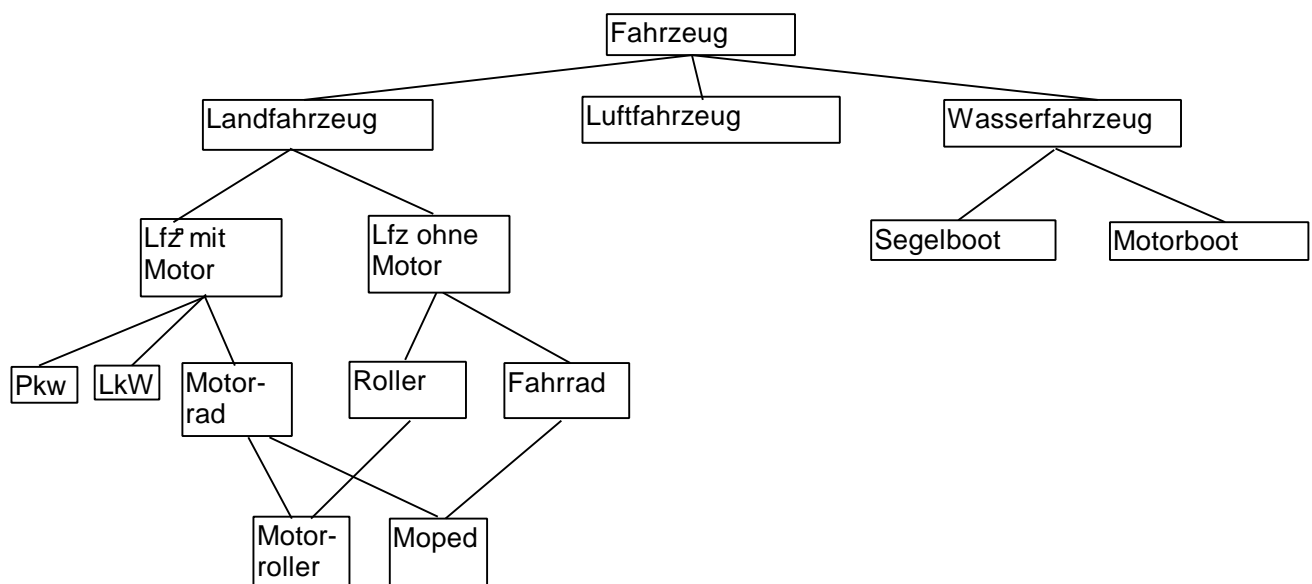 Fahrzeug
Landfahrzeug
Luftfahrzeug
Wasserfahrzeug
Lfz mit
Motor
Lfz ohne
Motor
Segelboot
Motorboot
Pkw
LkW
Motor-
rad
Roller
Fahrrad
Motor-
roller
Moped